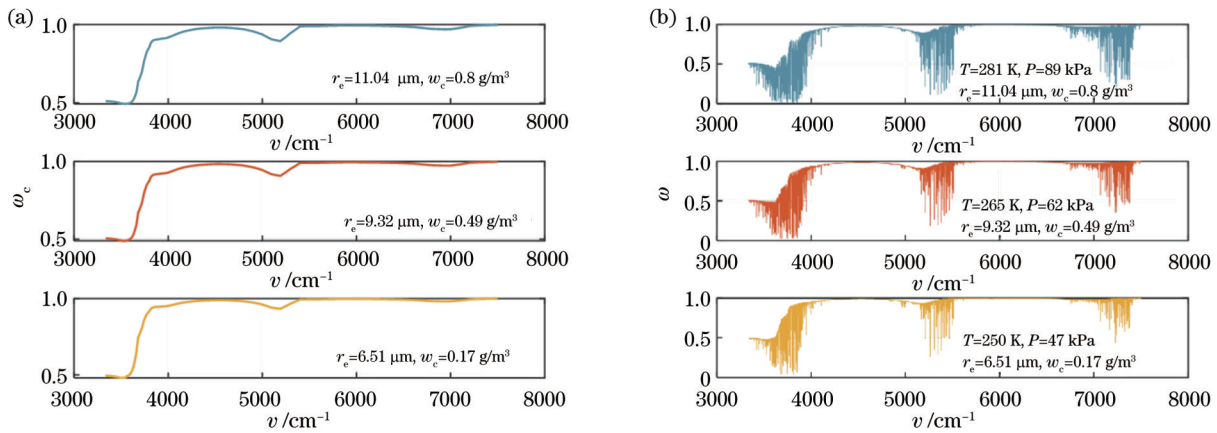 (a)
1.0
0.5
3000 4000 5000 6000 7000 8000
ν /cm⁻¹
rₑ=11.04 μm, w_c=0.8 g/m³
1.0
0.5
3000 4000 5000 6000 7000 8000
ν /cm⁻¹
rₑ=9.32 μm, w_c=0.49 g/m³
ω_c
1.0
0.5
3000 4000 5000 6000 7000 8000
ν /cm⁻¹
rₑ=6.51 μm, w_c=0.17 g/m³
(b)
1.0
0.5
0
3000 4000 5000 6000 7000 8000
ν /cm⁻¹
T=281 K, P=89 kPa
rₑ=11.04 μm, w_c=0.8 g/m³
1.0
0.5
0
3000 4000 5000 6000 7000 8000
ν /cm⁻¹
T=265 K, P=62 kPa
rₑ=9.32 μm, w_c=0.49 g/m³
ω
1.0
0.5
0
3000 4000 5000 6000 7000 8000
ν /cm⁻¹
T=250 K, P=47 kPa
rₑ=6.51 μm, w_c=0.17 g/m³